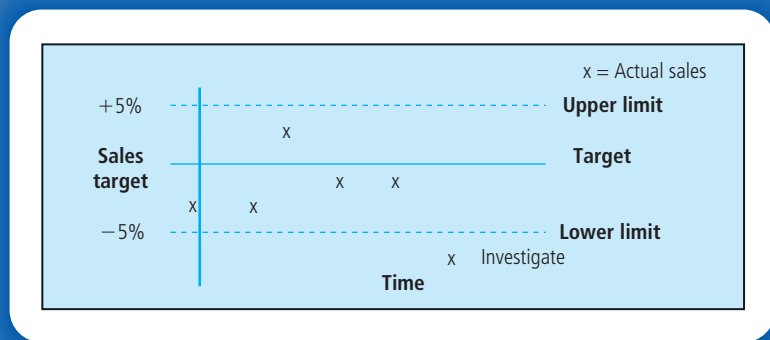 x = Actual sales
+5%
Upper limit
x
Sales
target
Target
x
x
x
x
−5%
Lower limit
x
Investigate
Time